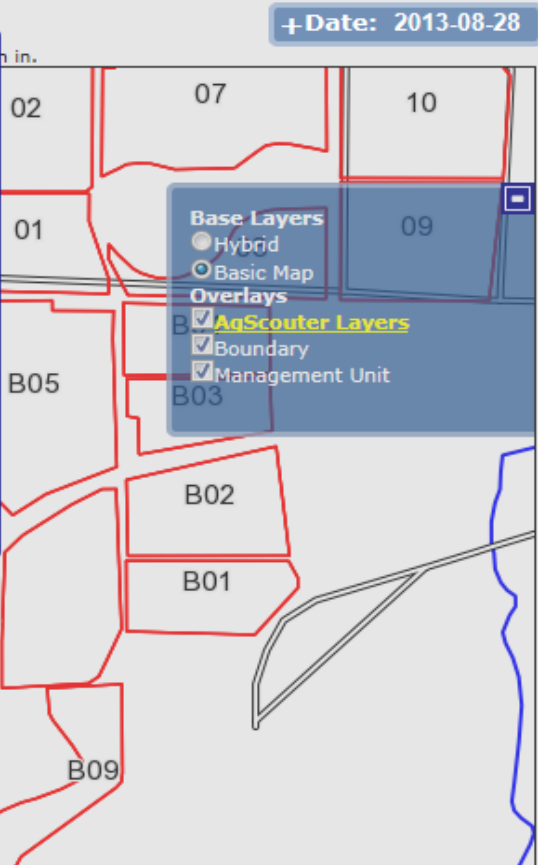 +Date: 2013-08-28
in.
02
07
10
Base Layers
01
09
Hybrid
Basic Map
Overlays
AgScouter Layers
Boundary
B05
Management Unit
B03
B02
B01
B09